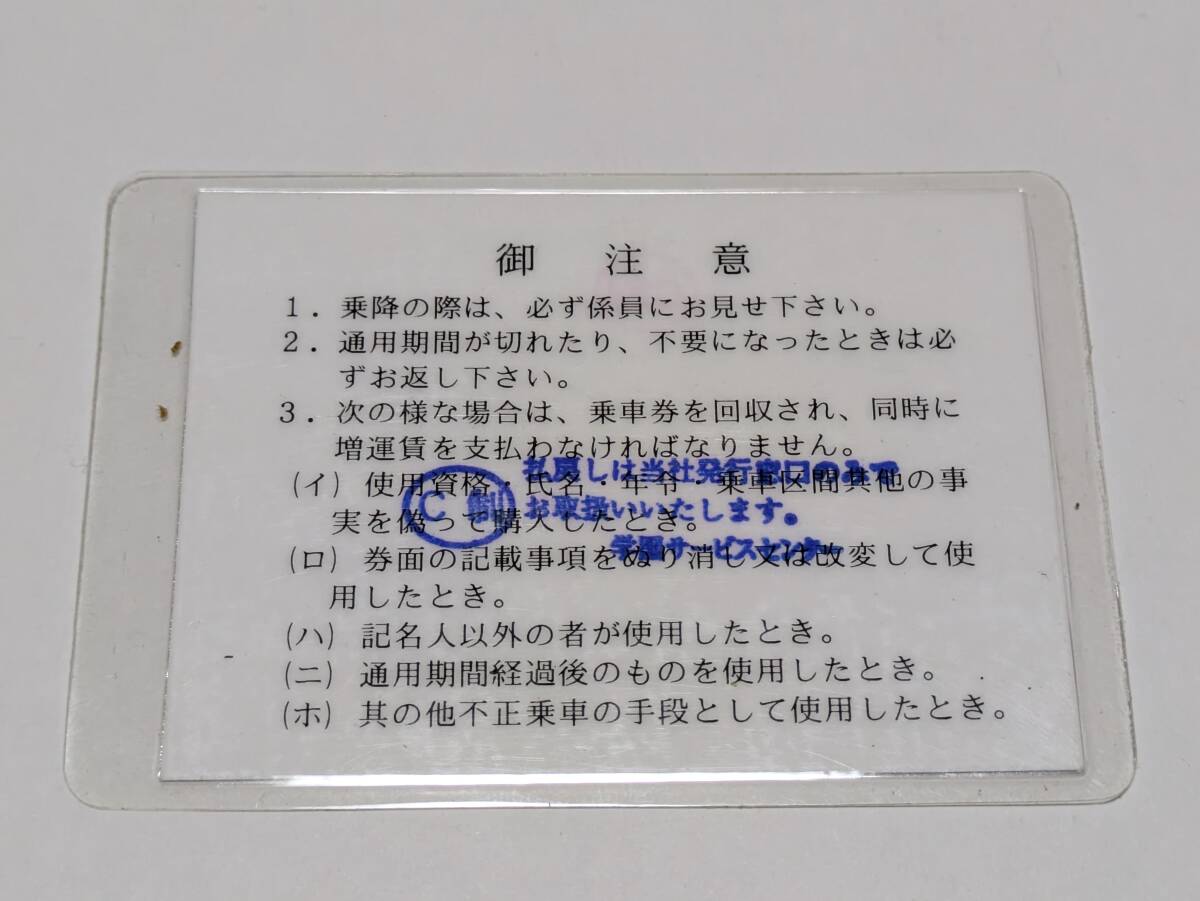 御注意
1．乗降の際は、必ず係員にお見せ下さい。
2．通用期間が切れたり、不要になったときは必
ずお返し下さい。
3．次の様な場合は、乗車券を回収され、同時に
増運賃を支払わなければなりません。
(イ) 使用資格・氏名・年令・乗車区間其他の事
実を偽って購入したとき。
(ロ) 券面の記載事項をぬり消し又は改変して使
用したとき。
(ハ) 記名人以外の者が使用したとき。
(ニ) 通用期間経過後のものを使用したとき。
(ホ) 其の他不正乗車の手段として使用したとき。
C
払戻しは当社発行窓口のみで
お取扱いいたします。
学園サービスセンター